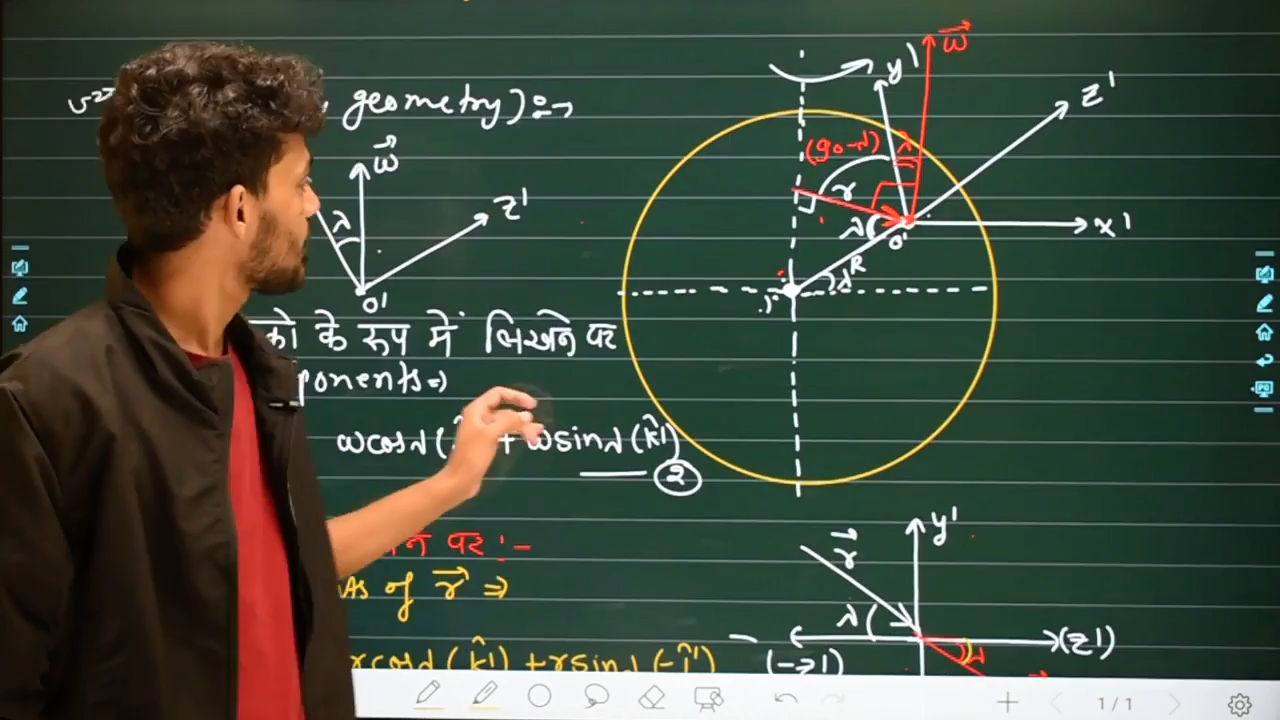 geometry) :→
ω⃗
λ
z'
O'
के रूप में लिखने पर
ponents⇒
ωcosλ( + ωsinλ(k̂')
2
पर :-
of r⃗ ⇒
rcosλ(k̂') + rsinλ(-ĵ')
ω⃗
y'
z'
(90-λ)
λ
r
λ
O'
x'
R
λ
y'
r⃗
λ
(z')
1/1